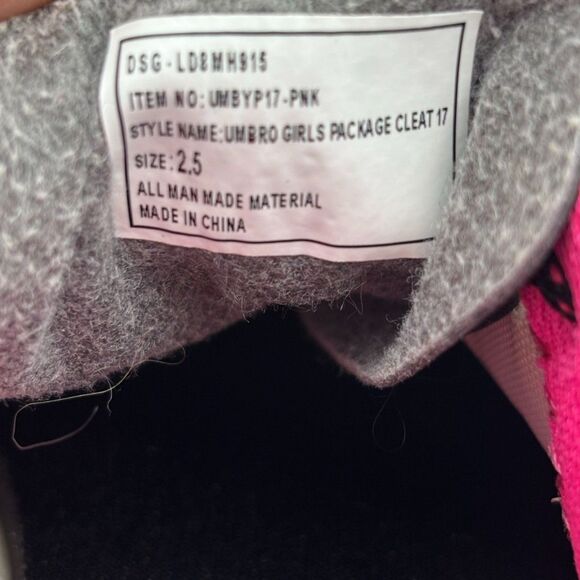 DSG - LD8MH915
ITEM NO: UMBYP17-PNK
STYLE NAME:UMBRO GIRLS PACKAGE CLEAT 17
SIZE: 2.5
ALL MAN MADE MATERIAL
MADE IN CHINA